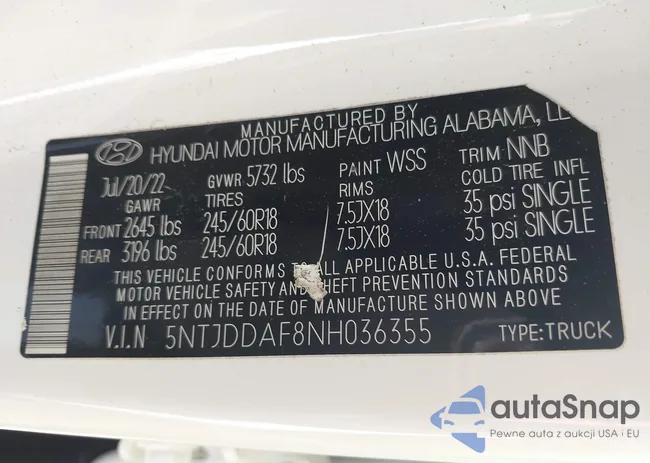 MANUFACTURED BY
HYUNDAI MOTOR MANUFACTURING ALABAMA, LL
Jul/20/22 GVWR 5732 lbs PAINT WSS TRIM NNB
GAWR TIRES RIMS COLD TIRE INFL
FRONT 2645 lbs 245/60R18 7.5JX18 35 psi SINGLE
REAR 3196 lbs 245/60R18 7.5JX18 35 psi SINGLE
THIS VEHICLE CONFORMS TO ALL APPLICABLE U.S.A. FEDERAL
MOTOR VEHICLE SAFETY AND THEFT PREVENTION STANDARDS
IN EFFECT ON THE DATE OF MANUFACTURE SHOWN ABOVE.
V.I.N 5NTJDDAF8NH036355 TYPE:TRUCK
autaSnap
Pewne auta z aukcji USA i EU